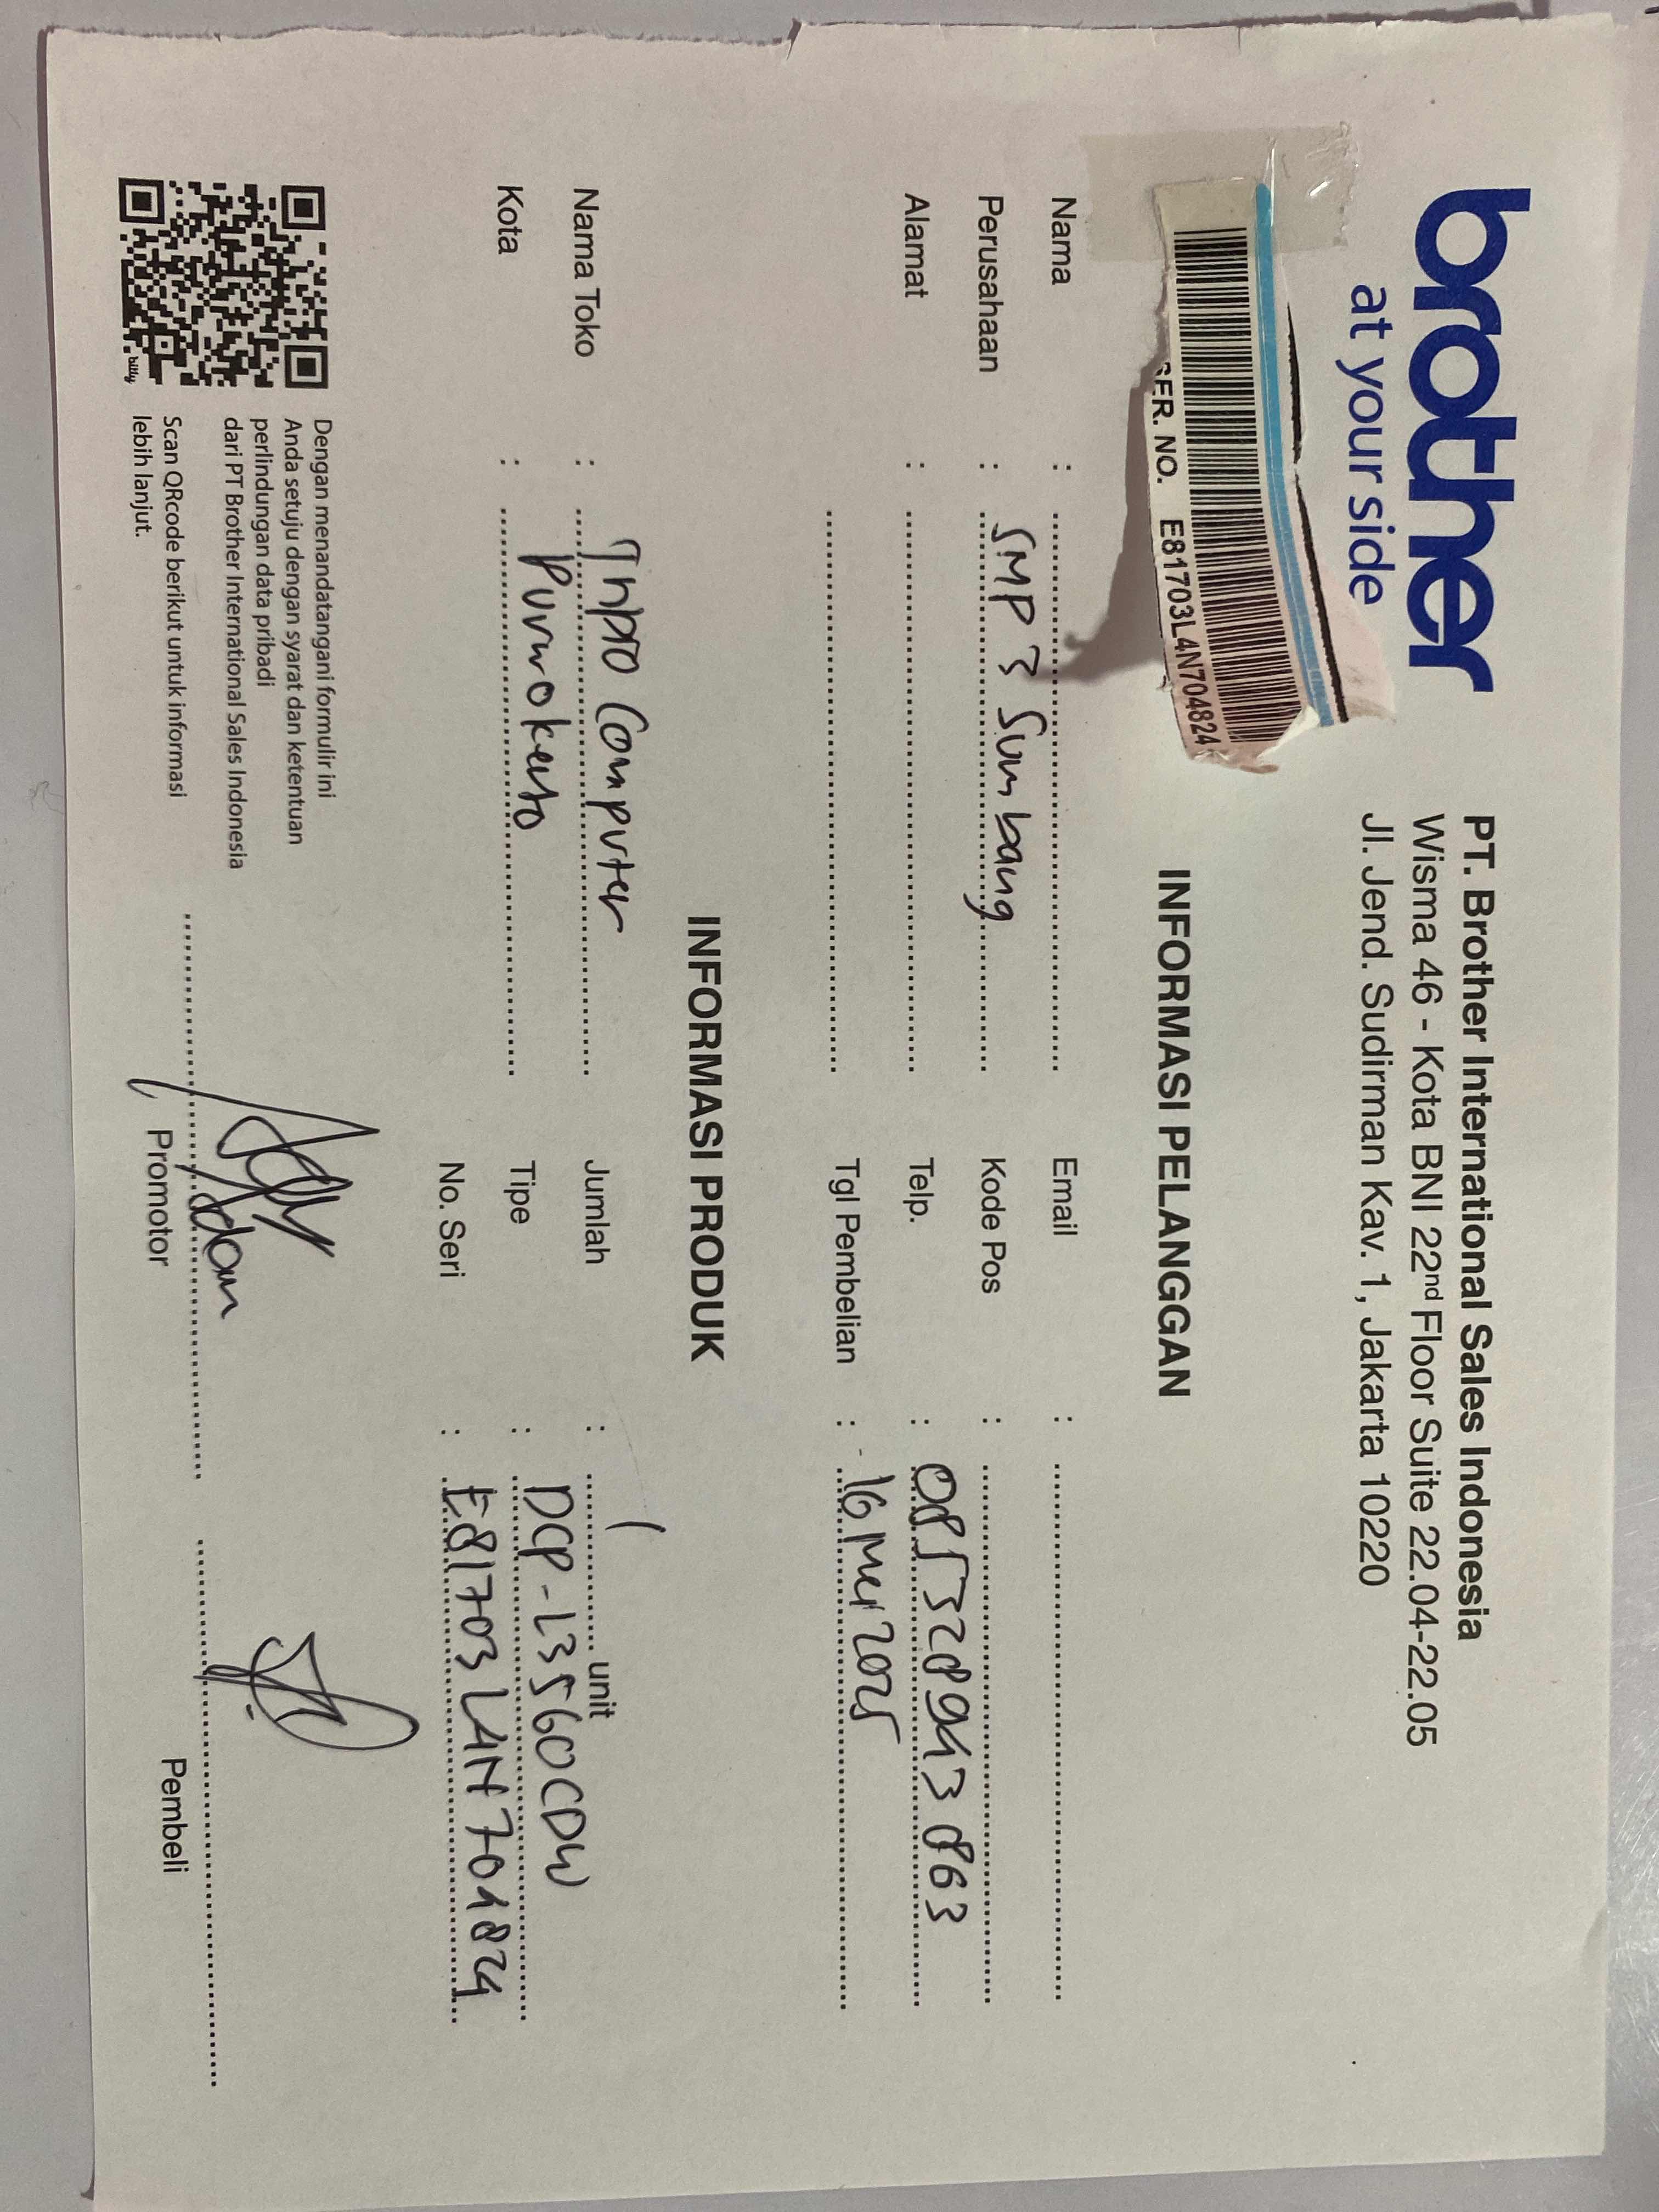 brother
at your side
PT. Brother International Sales Indonesia
Wisma 46 - Kota BNI 22nd Floor Suite 22.04-22.05
Jl. Jend. Sudirman Kav. 1, Jakarta 10220
SER. NO. E81703L4N704824
INFORMASI PELANGGAN
Nama :
Email :
Perusahaan : SMP 3 Sumbang
Kode Pos :
Alamat :
Telp. : 085328943863
Tgl Pembelian : 16 Mei 2025
INFORMASI PRODUK
Nama Toko : Inpro Computer
Jumlah : 1 unit
Kota : Purwokerto
Tipe : DCP-L3560CDW
No. Seri : E81703L4N704824
Dengan menandatangani formulir ini
Anda setuju dengan syarat dan ketentuan
perlindungan data pribadi
dari PT Brother International Sales Indonesia
Scan QRcode berikut untuk informasi
lebih lanjut.
bitly
Adam
Promotor
Pembeli